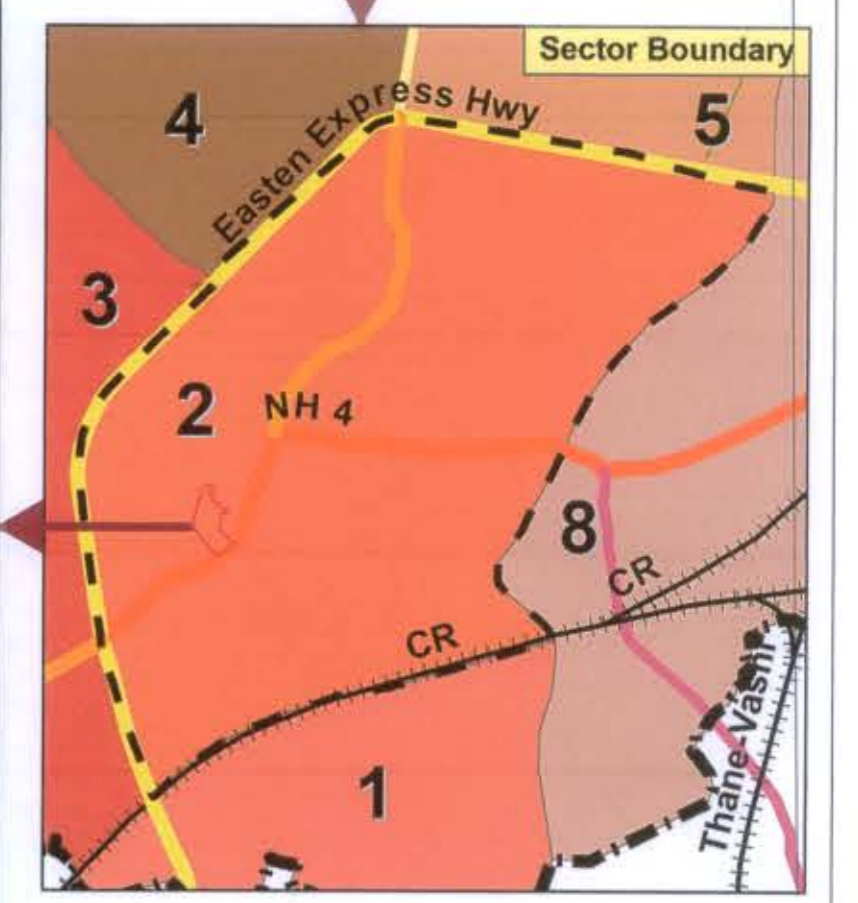 Sector Boundary
4
Easten Express Hwy
5
3
2
NH 4
8
CR
CR
Thane-Vashi
1